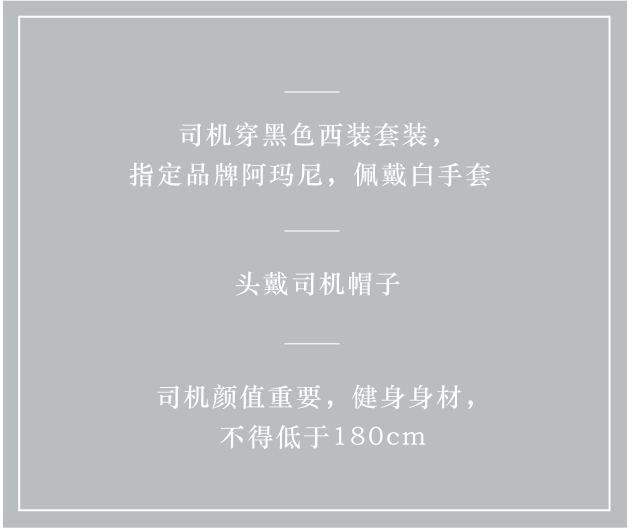 司机穿黑色西装套装，
指定品牌阿玛尼，佩戴白手套
头戴司机帽子
司机颜值重要，健身身材，
不得低于180cm